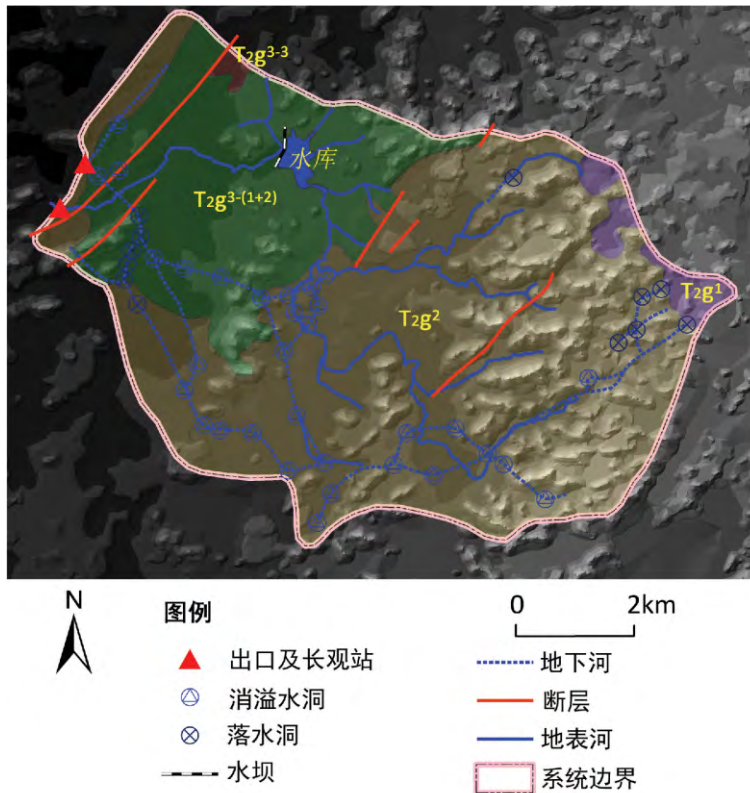 T₂g³⁻³
水库
T₂g³⁻⁽¹⁺²⁾
T₂g¹
T₂g²
N
图例
0 2km
出口及长观站
地下河
消溢水洞
断层
落水洞
地表河
水坝
系统边界